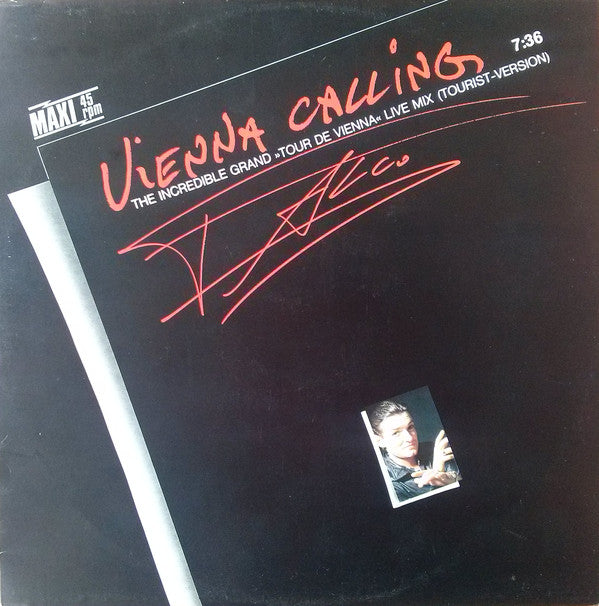 MAXI 45 rpm
ViENNA CALLiNG
7:36
THE INCREDIBLE GRAND »TOUR DE VIENNA« LIVE MIX (TOURIST-VERSION)
FALCO